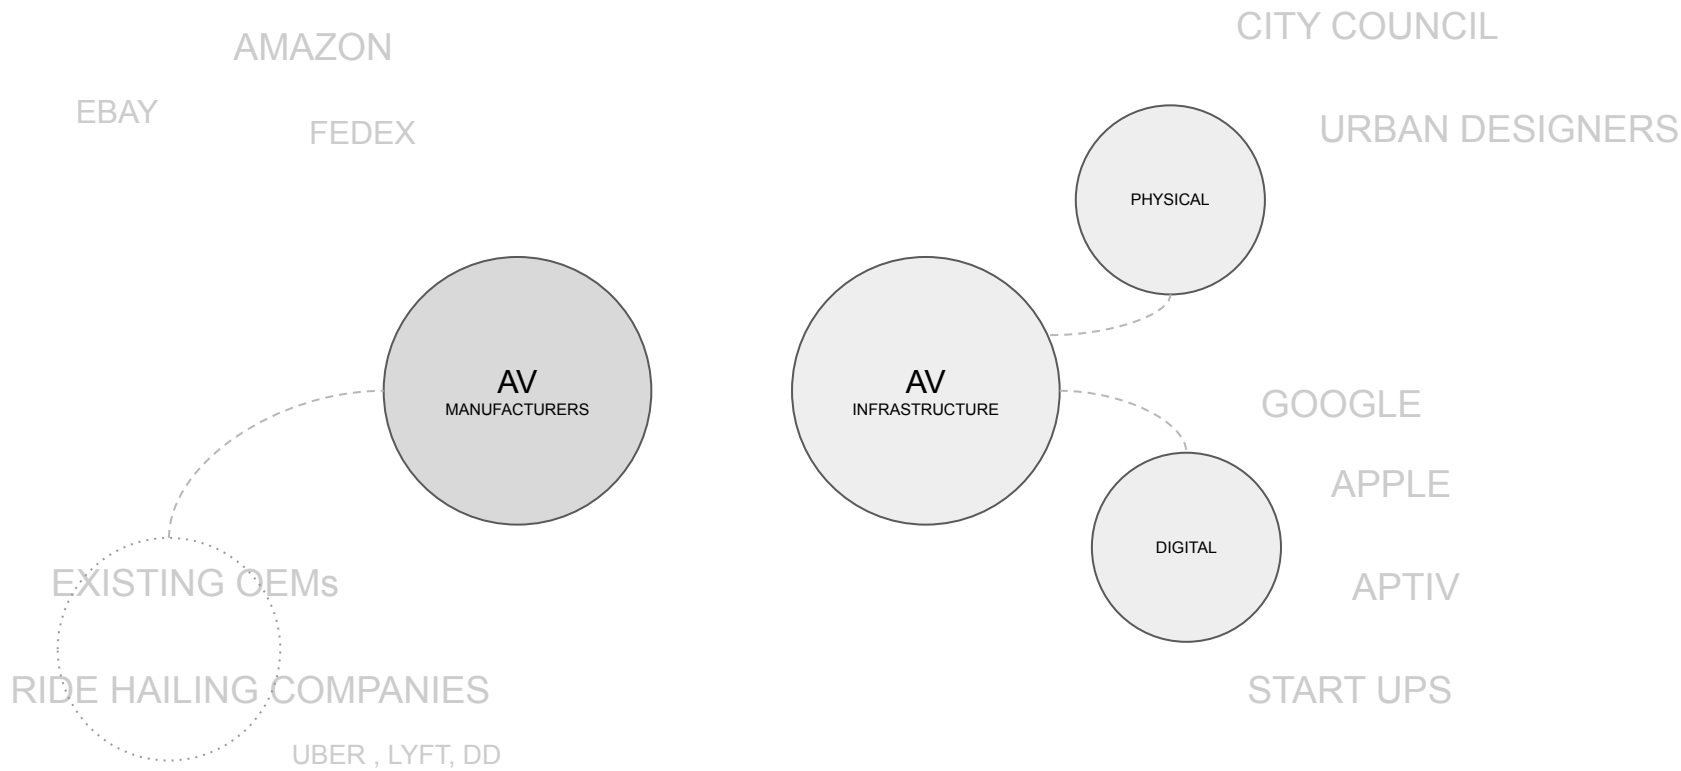 AMAZON
EBAY
FEDEX
CITY COUNCIL
URBAN DESIGNERS
PHYSICAL
AV
MANUFACTURERS
AV
INFRASTRUCTURE
GOOGLE
APPLE
DIGITAL
APTIV
START UPS
EXISTING OEMs
RIDE HAILING COMPANIES
UBER , LYFT, DD